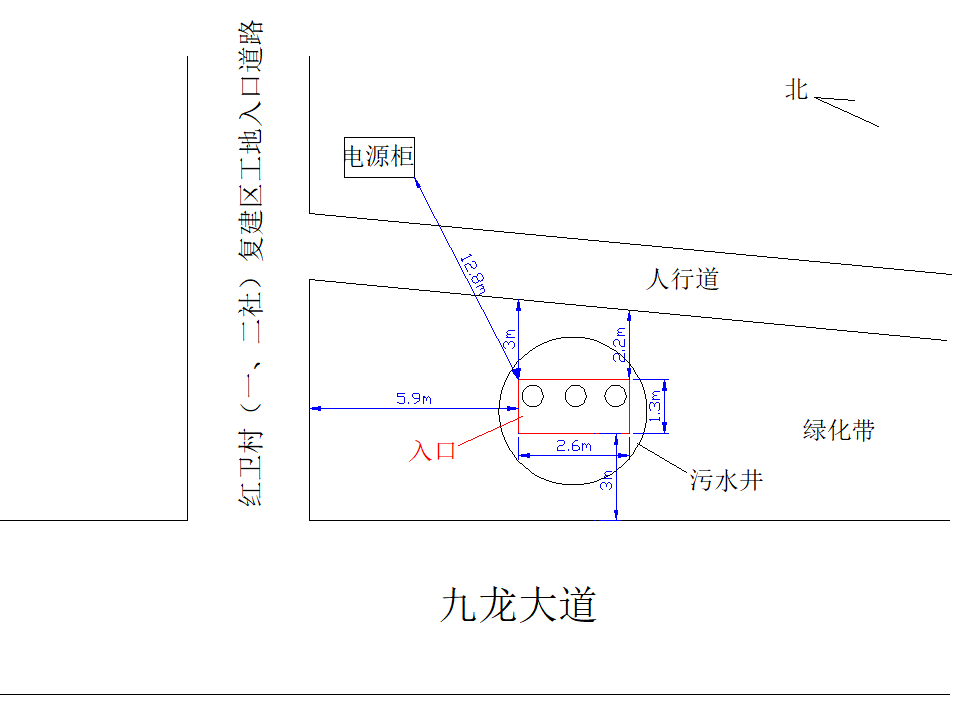 红卫村（一、二社）复建区工地入口道路
北
电源柜
12.8m
人行道
3m
2.2m
5.9m
1.3m
绿化带
入口
2.6m
3m
污水井
九龙大道